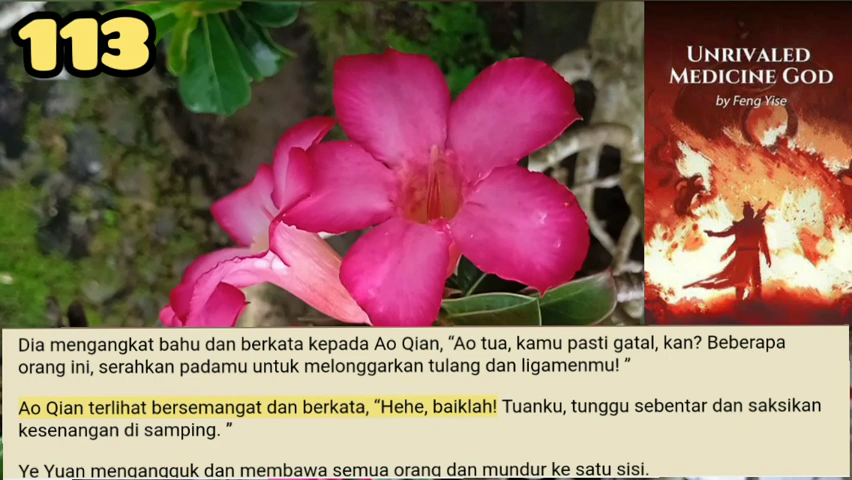 113
UNRIVALED
MEDICINE GOD
by Feng Yise
Dia mengangkat bahu dan berkata kepada Ao Qian, “Ao tua, kamu pasti gatal, kan? Beberapa
orang ini, serahkan padamu untuk melonggarkan tulang dan ligamenmu! ”
Ao Qian terlihat bersemangat dan berkata, “Hehe, baiklah! Tuanku, tunggu sebentar dan saksikan
kesenangan di samping. ”
Ye Yuan mengangguk dan membawa semua orang dan mundur ke satu sisi.